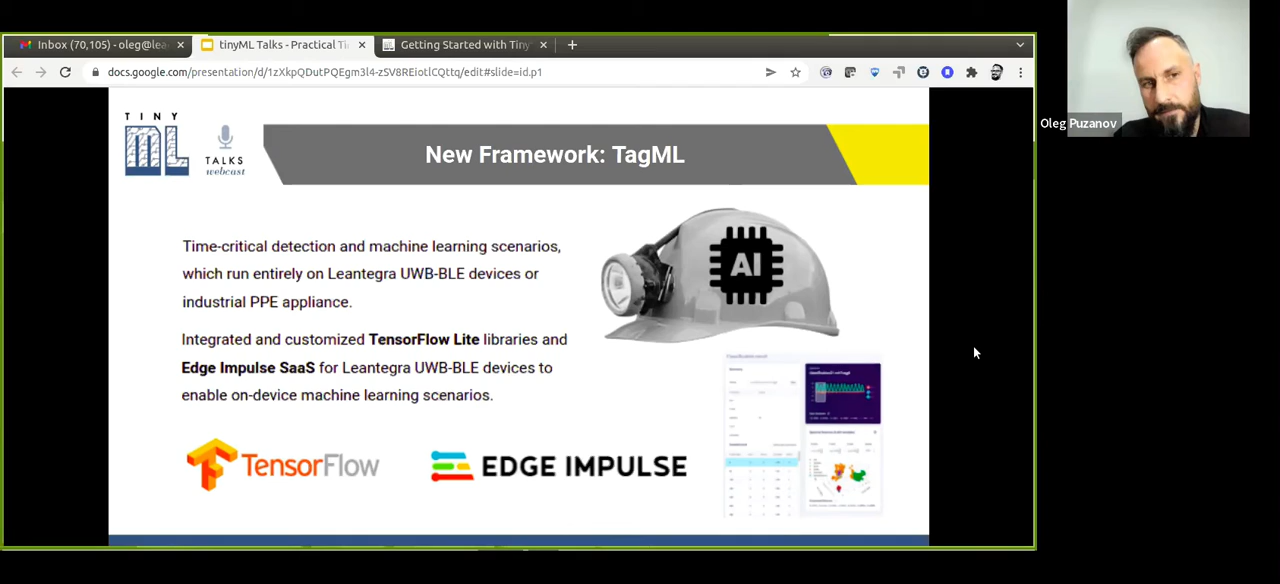 Inbox (70,105) - oleg@lea
tinyML Talks - Practical Ti
Getting Started with Tiny
docs.google.com/presentation/d/1zXkpQDutPQEgm3l4-zSV8REiotlCQttq/edit#slide=id.p1
Oleg Puzanov
TINY
ML
TALKS
webcast
New Framework: TagML
AI
Time-critical detection and machine learning scenarios,
which run entirely on Leantegra UWB-BLE devices or
industrial PPE appliance.
Integrated and customized TensorFlow Lite libraries and
Edge Impulse SaaS for Leantegra UWB-BLE devices to
enable on-device machine learning scenarios.
TensorFlow
EDGE IMPULSE